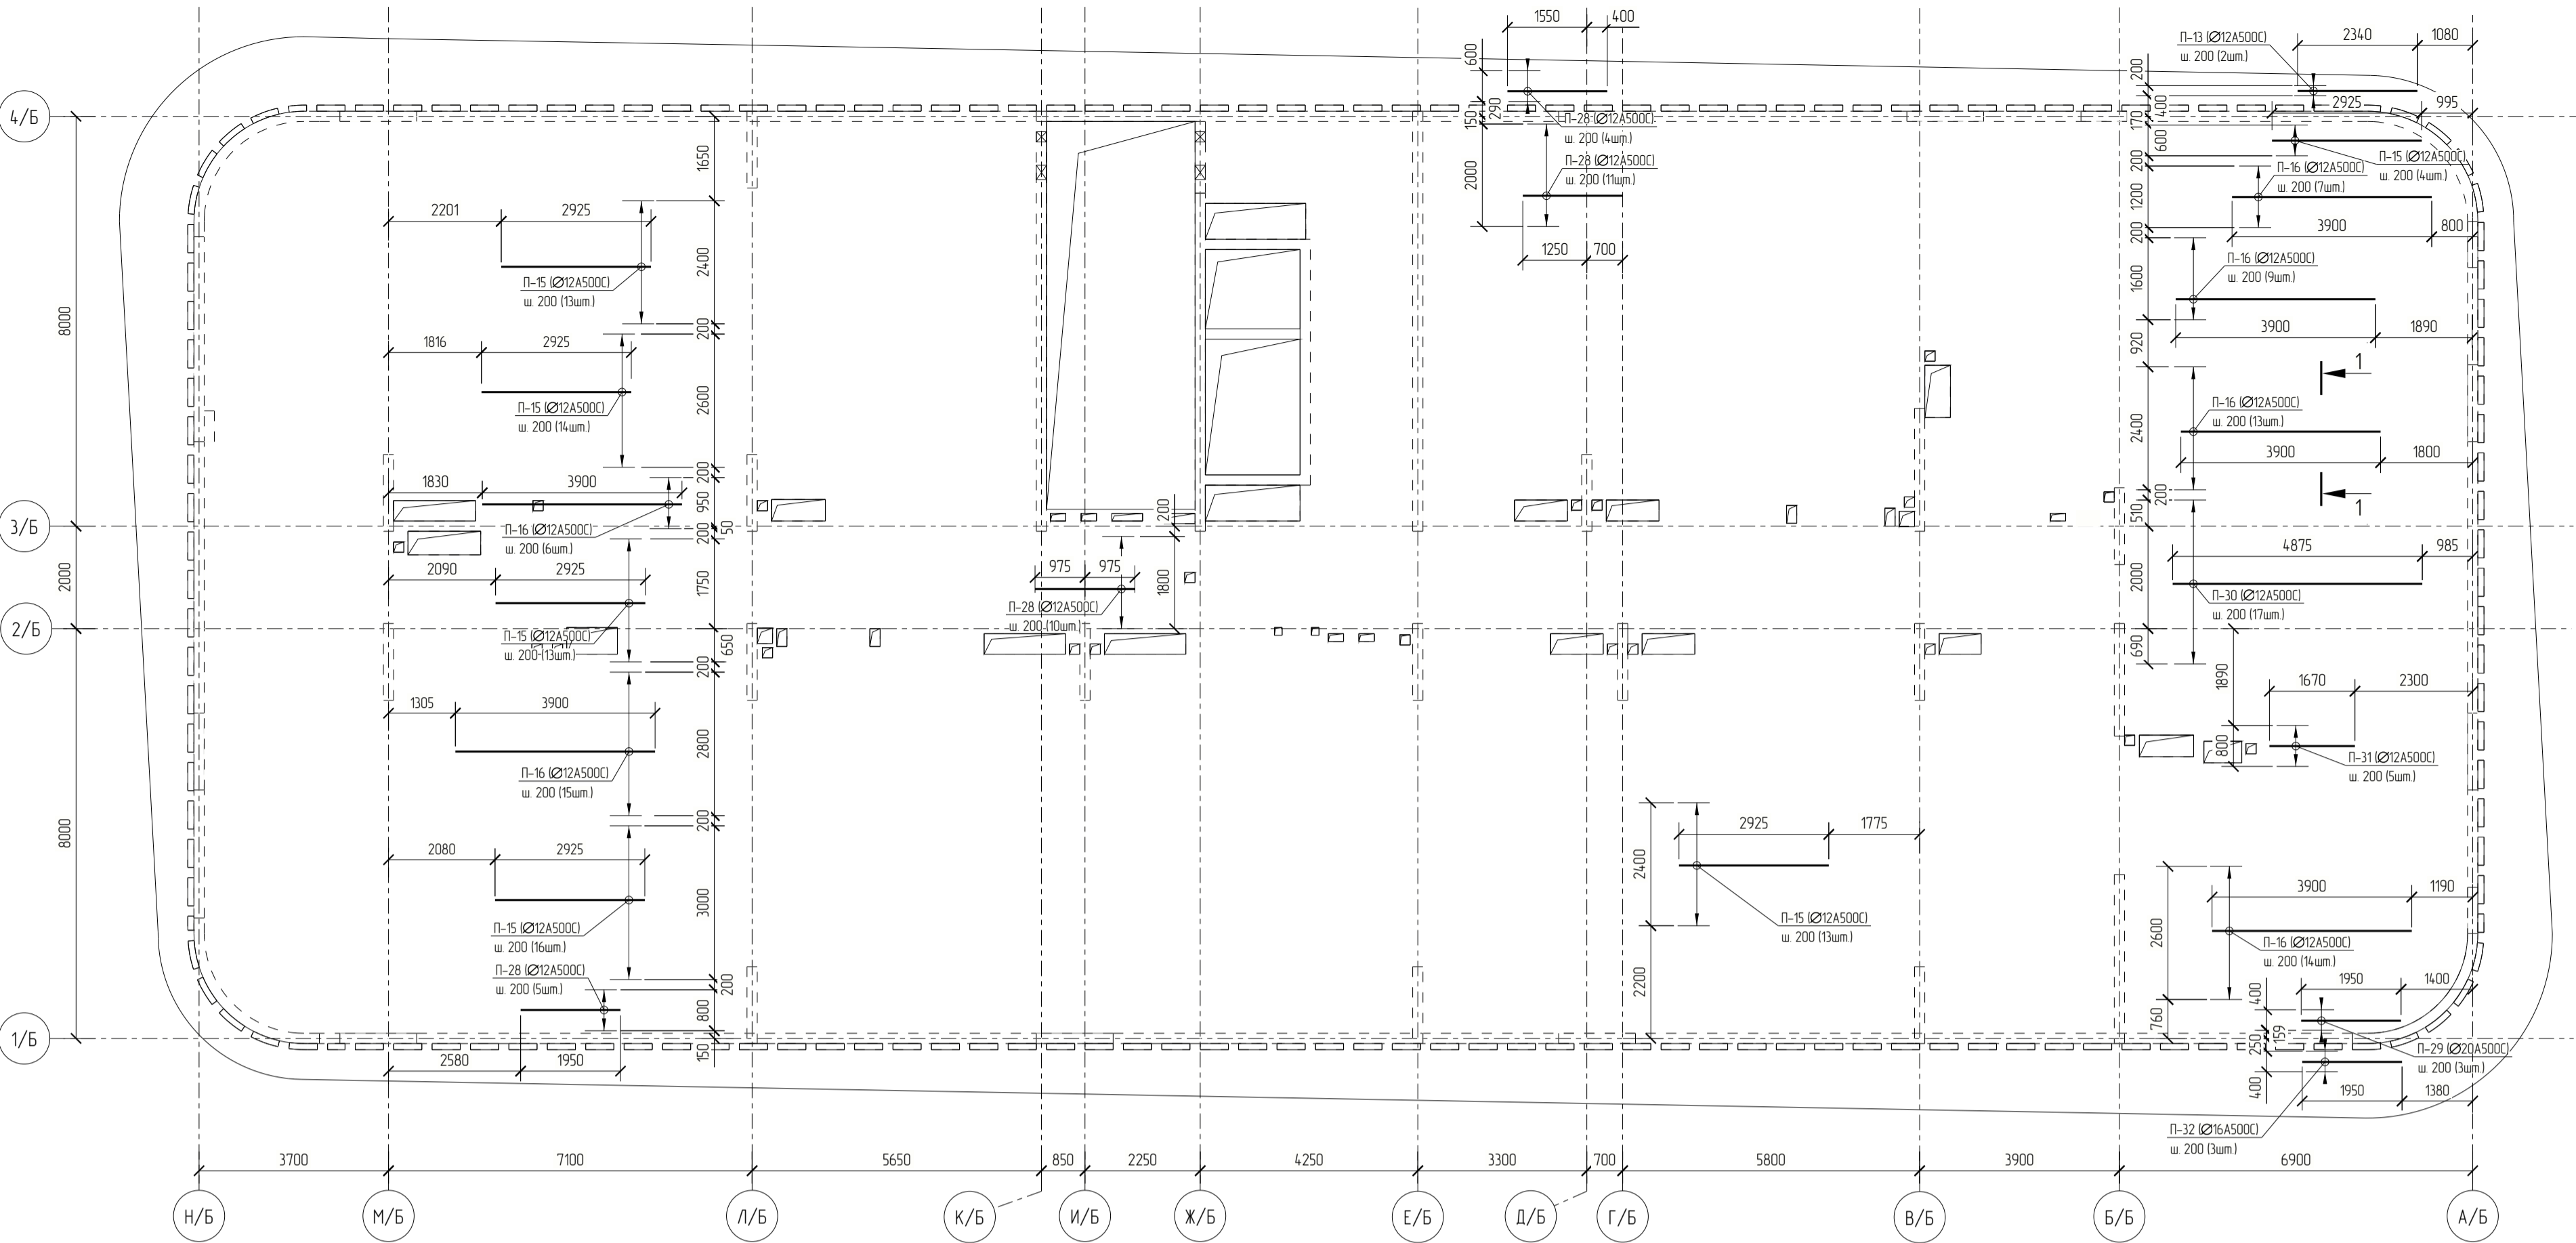 1550
400
600
П-28 (Ø12А500С)
ш. 200 (4шт.)
290
150
П-28 (Ø12А500С)
ш. 200 (11шт.)
2000
1250
700
П-13 (Ø12А500С)
ш. 200 (2шт.)
2340
1080
200
400
2925
995
170
600
П-15 (Ø12А500С)
ш. 200 (4шт.)
200
П-16 (Ø12А500С)
ш. 200 (7шт.)
1200
3900
800
200
П-16 (Ø12А500С)
ш. 200 (9шт.)
1600
3900
1890
920
1
П-16 (Ø12А500С)
ш. 200 (13шт.)
2400
3900
1800
200
1
510
4875
985
2000
П-30 (Ø12А500С)
ш. 200 (17шт.)
690
1890
1670
2300
800
П-31 (Ø12А500С)
ш. 200 (5шт.)
4/Б
3/Б
2/Б
1/Б
8000
2000
8000
1650
2201
2925
2400
П-15 (Ø12А500С)
ш. 200 (13шт.)
200
1816
2925
2600
П-15 (Ø12А500С)
ш. 200 (14шт.)
200
1830
3900
950
П-16 (Ø12А500С)
ш. 200 (6шт.)
50
200
2090
2925
1750
П-15 (Ø12А500С)
ш. 200 (13шт.)
650
200
1305
3900
2800
П-16 (Ø12А500С)
ш. 200 (15шт.)
200
2080
2925
3000
П-15 (Ø12А500С)
ш. 200 (16шт.)
200
П-28 (Ø12А500С)
ш. 200 (5шт.)
800
150
2580
1950
200
975
975
1800
П-28 (Ø12А500С)
ш. 200 (10шт.)
2925
1775
2400
П-15 (Ø12А500С)
ш. 200 (13шт.)
2200
3900
1190
2600
П-16 (Ø12А500С)
ш. 200 (14шт.)
760
1950
1400
400
159
250
П-29 (Ø20А500С)
ш. 200 (3шт.)
400
1950
1380
П-32 (Ø16А500С)
ш. 200 (3шт.)
3700
7100
5650
850
2250
4250
3300
700
5800
3900
6900
Н/Б
М/Б
Л/Б
К/Б
И/Б
Ж/Б
Е/Б
Д/Б
Г/Б
В/Б
Б/Б
А/Б